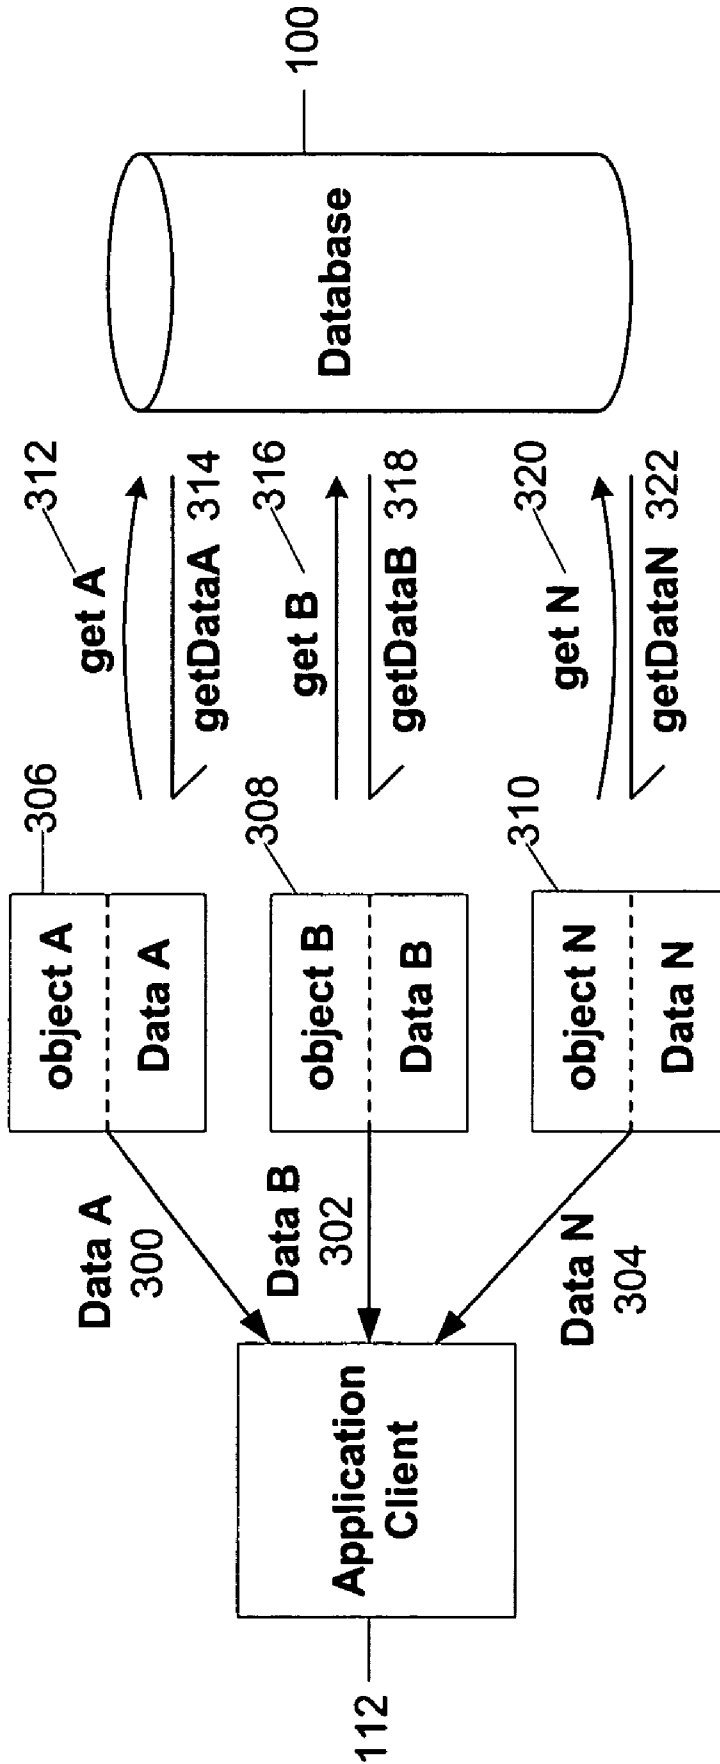 312
get A
306
object A
Data A
Data A
300
getDataA 314
316
get B
308
object B
Data B
Data B
302
getDataB 318
320
get N
310
object N
Data N
Data N
304
getDataN 322
Application
Client
112
Database
100